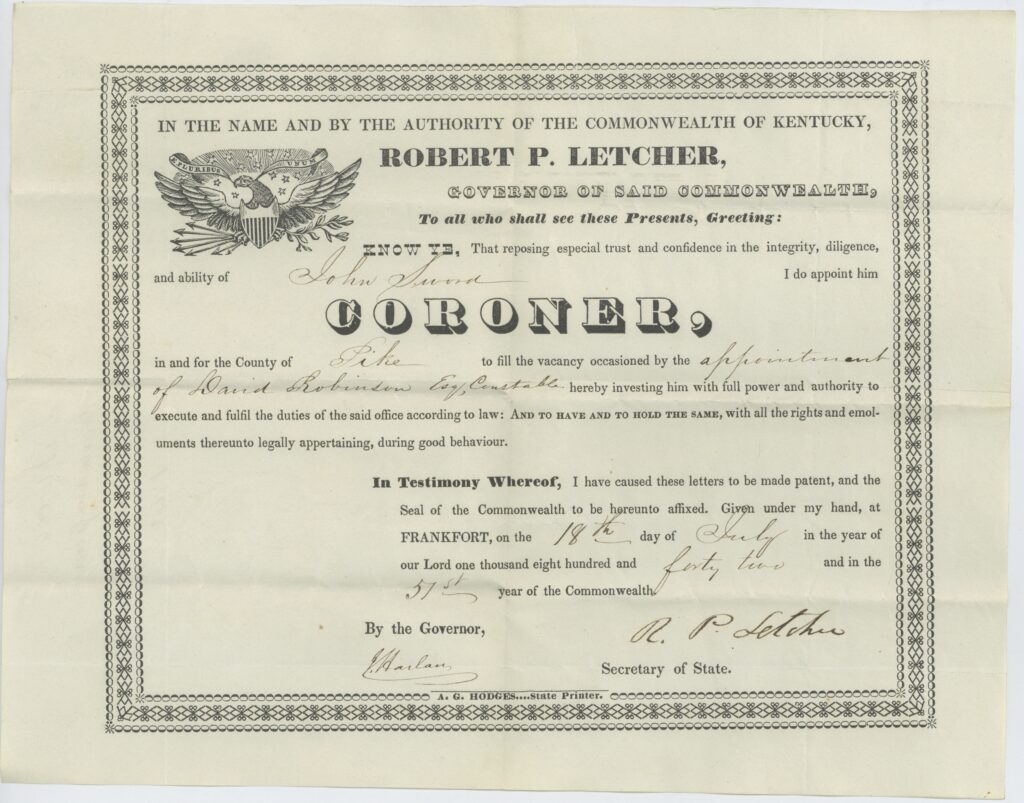 IN THE NAME AND BY THE AUTHORITY OF THE COMMONWEALTH OF KENTUCKY,
E PLURIBUS UNUM
ROBERT P. LETCHER,
GOVERNOR OF SAID COMMONWEALTH,
To all who shall see these Presents, Greeting:
KNOW YE, That reposing especial trust and confidence in the integrity, diligence,
and ability of John Sword I do appoint him
CORONER,
in and for the County of Pike to fill the vacancy occasioned by the appointment
of David Robinson Esq Constable hereby investing him with full power and authority to
execute and fulfil the duties of the said office according to law: AND TO HAVE AND TO HOLD THE SAME, with all the rights and emol-
uments thereunto legally appertaining, during good behaviour.
In Testimony Whereof, I have caused these letters to be made patent, and the
Seal of the Commonwealth to be hereunto affixed. Given under my hand, at
FRANKFORT, on the 18th day of July in the year of
our Lord one thousand eight hundred and forty two and in the
51st year of the Commonwealth.
By the Governor, R. P. Letcher
J. Harlan Secretary of State.
A. G. HODGES....State Printer.